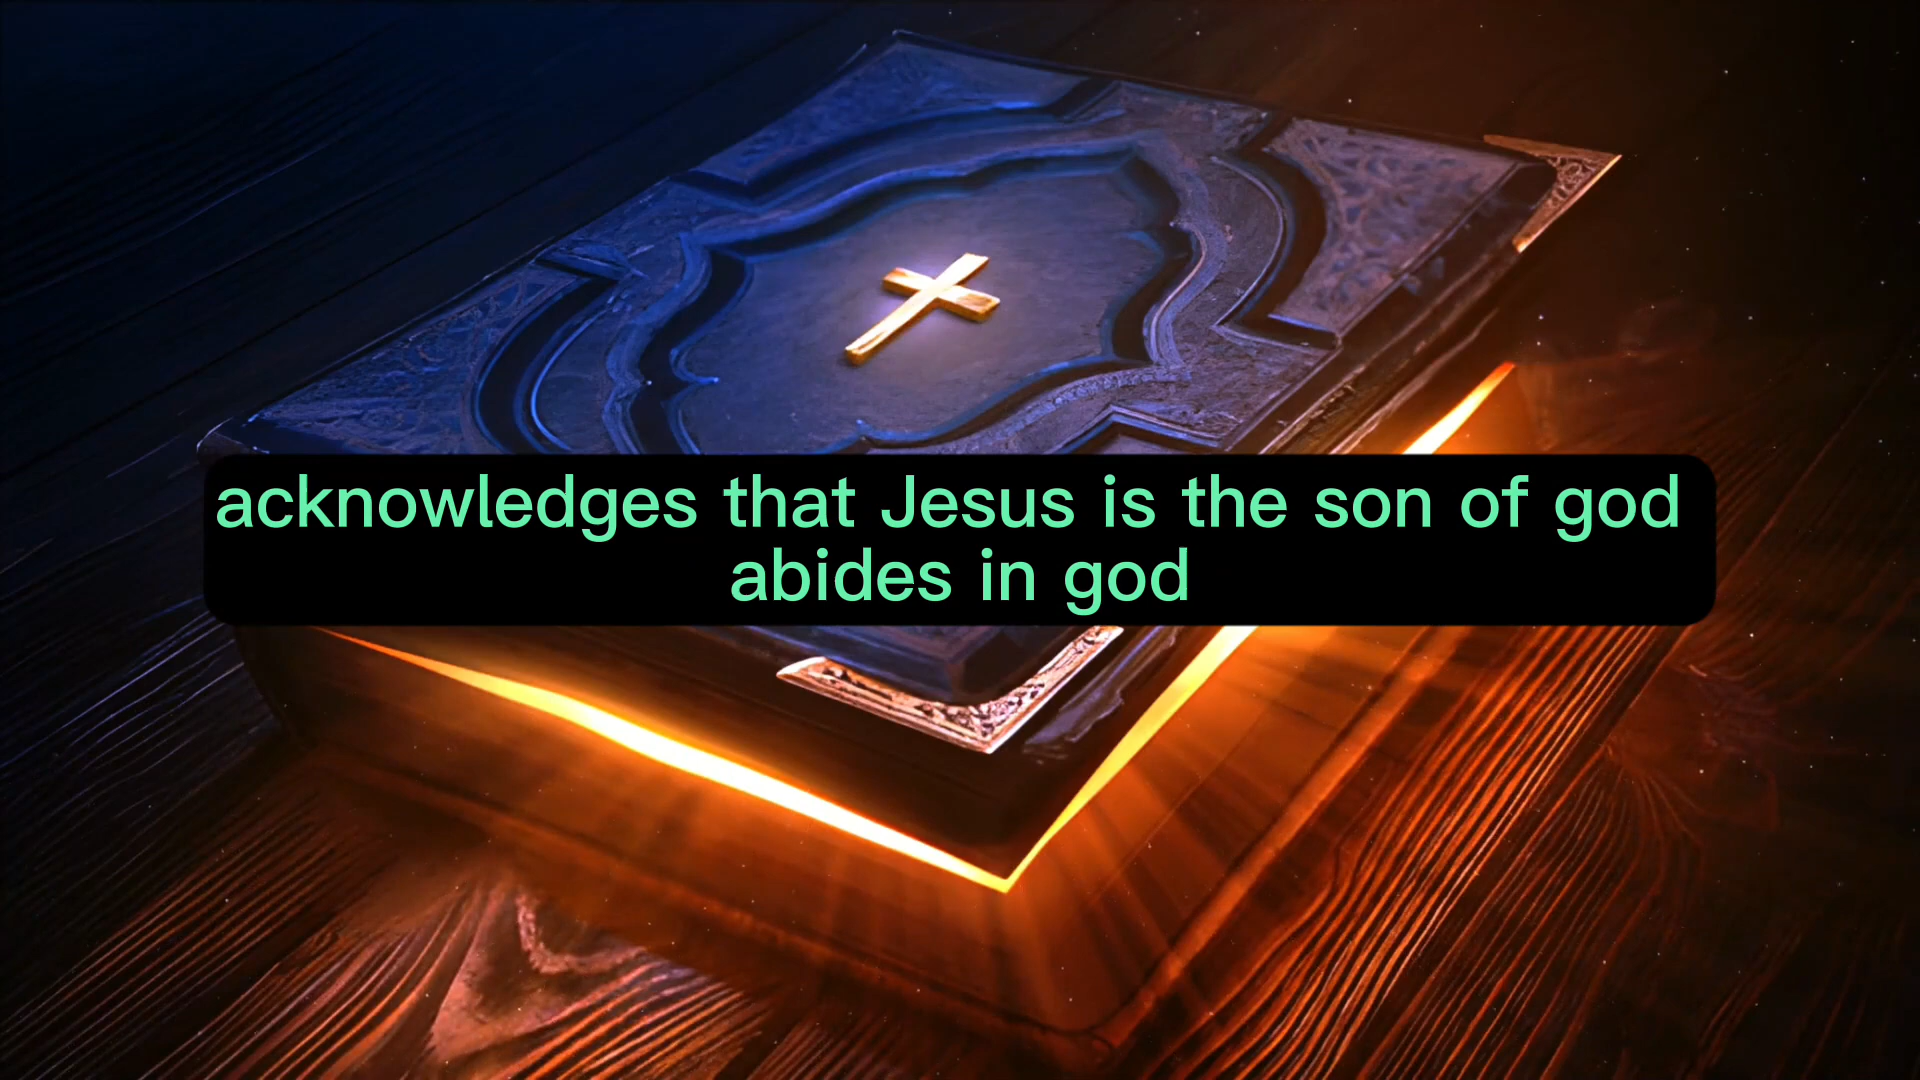 acknowledges that Jesus is the son of god
abides in god